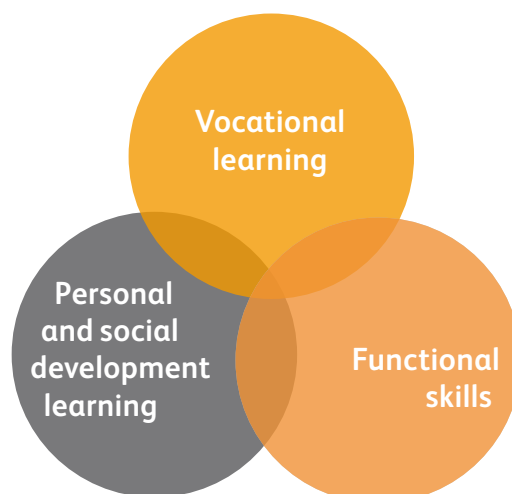 Vocational
learning
Personal
and social
development
learning
Functional
skills